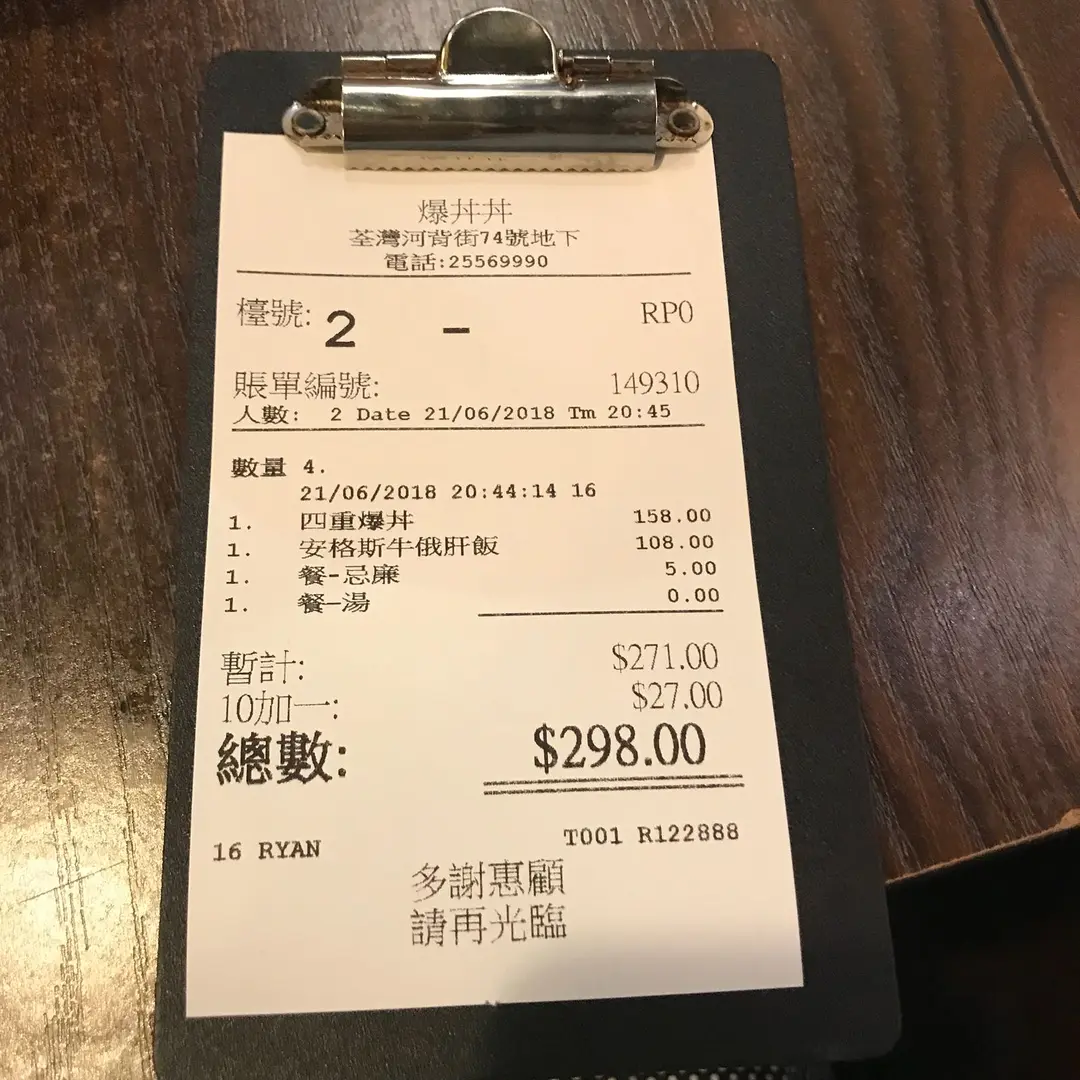 爆丼丼
荃灣河背街74號地下
電話:25569990
檯號: 2 - RP0
賬單編號: 149310
人數: 2 Date 21/06/2018 Tm 20:45
數量 4.
21/06/2018 20:44:14 16
1. 四重爆丼 158.00
1. 安格斯牛俄肝飯 108.00
1. 餐-忌廉 5.00
1. 餐-湯 0.00
暫計: $271.00
10加一: $27.00
總數: $298.00
16 RYAN T001 R122888
多謝惠顧
請再光臨